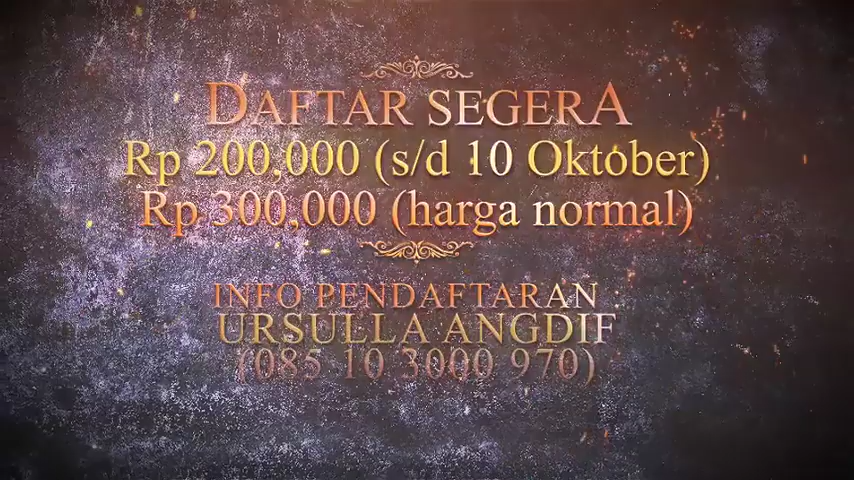 DAFTAR SEGERA
Rp 200,000 (s/d 10 Oktober)
Rp 300,000 (harga normal)
INFO PENDAFTARAN
URSULLA ANGDIF
(085 10 3000 970)